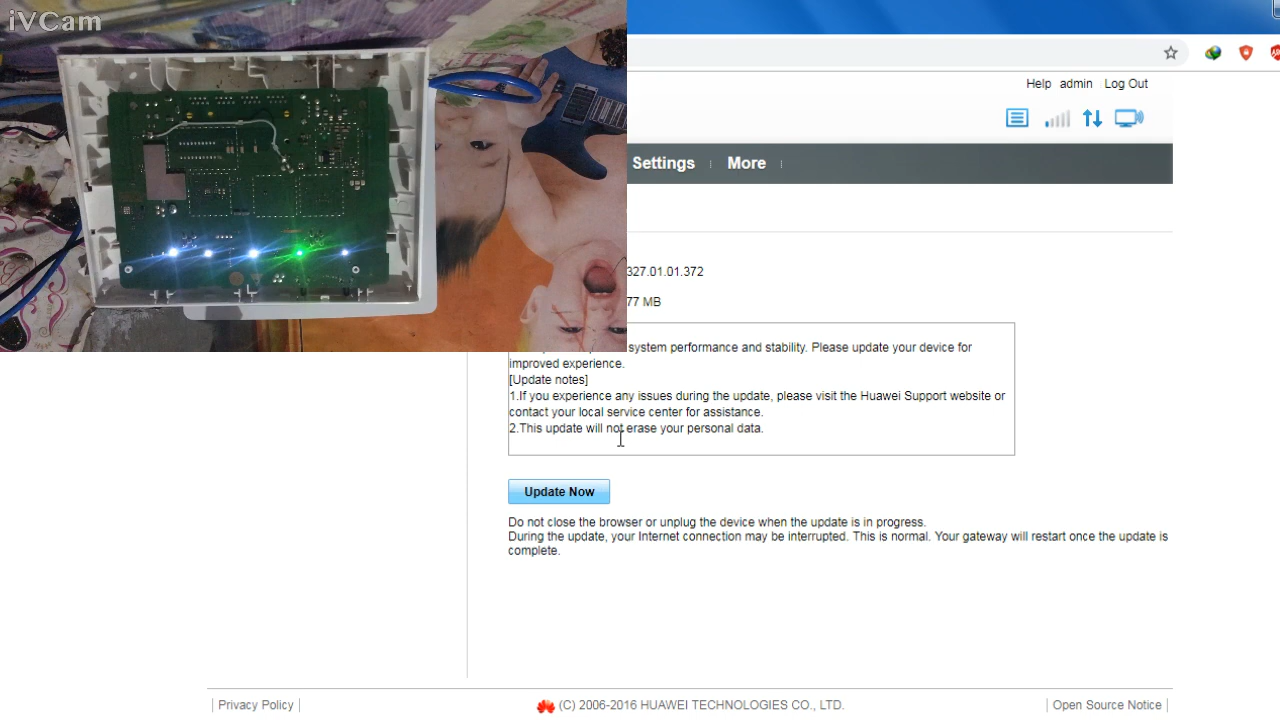 iVCam
Help admin Log Out
Settings
More
327.01.01.372
77 MB
system performance and stability. Please update your device for
improved experience.
[Update notes]
1.If you experience any issues during the update, please visit the Huawei Support website or
contact your local service center for assistance.
2.This update will not erase your personal data.
Update Now
Do not close the browser or unplug the device when the update is in progress.
During the update, your Internet connection may be interrupted. This is normal. Your gateway will restart once the update is
complete.
Privacy Policy
(C) 2006-2016 HUAWEI TECHNOLOGIES CO., LTD.
Open Source Notice